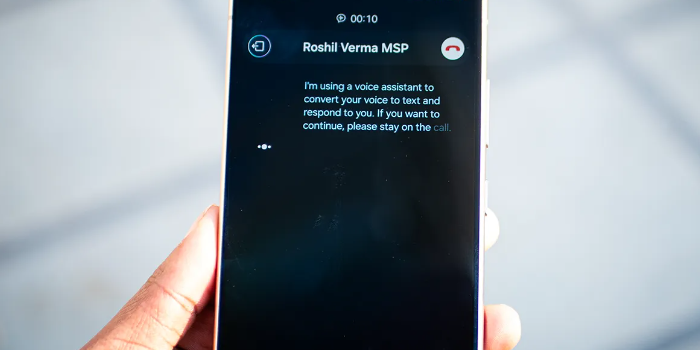 00:10
Roshil Verma MSP
I'm using a voice assistant to
convert your voice to text and
respond to you. If you want to
continue, please stay on the call.